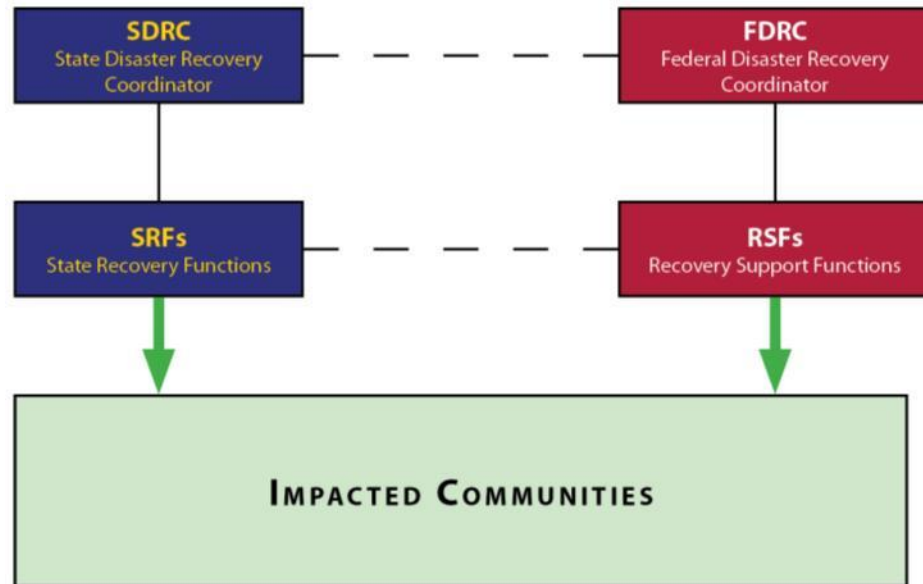 SDRC
State Disaster Recovery
Coordinator
FDRC
Federal Disaster Recovery
Coordinator
SRFs
State Recovery Functions
RSFs
Recovery Support Functions
IMPACTED COMMUNITIES